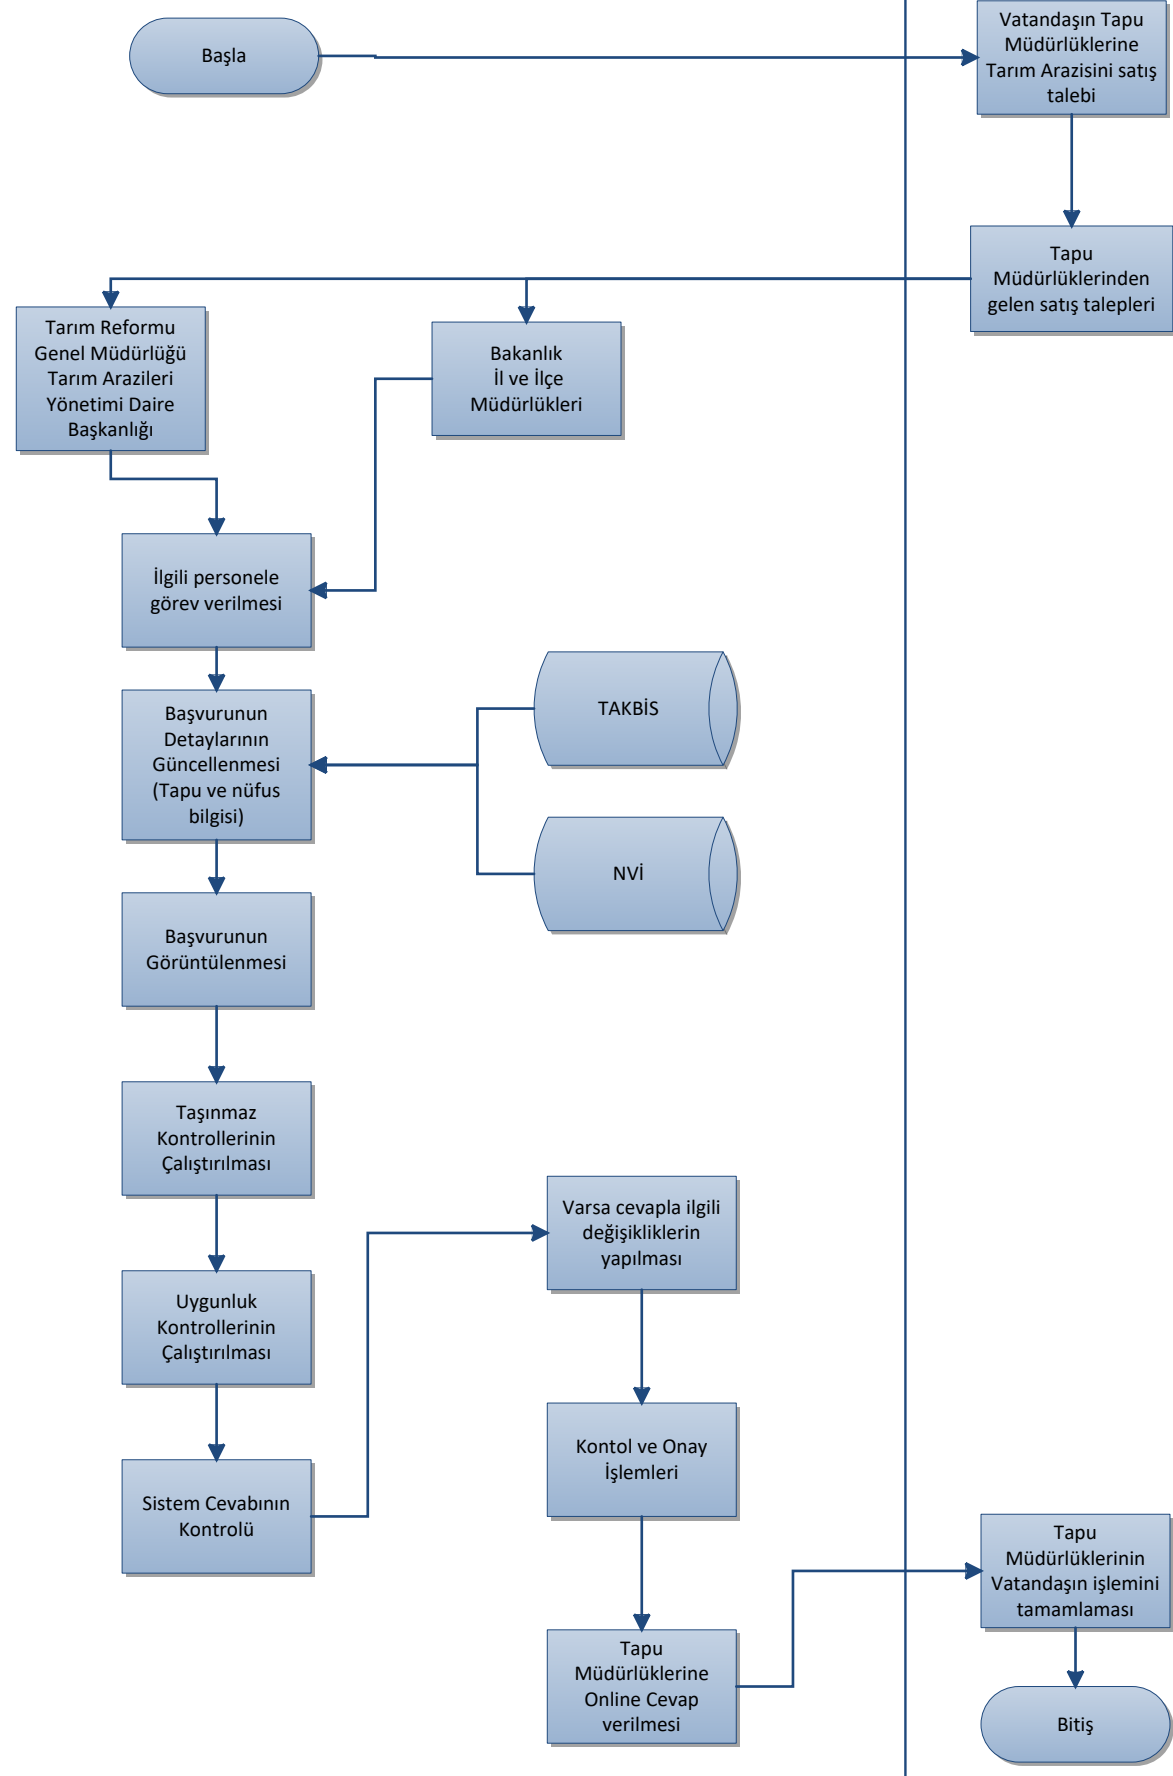 Başla
Vatandaşın Tapu
Müdürlüklerine
Tarım Arazisini satış
talebi
Tapu
Müdürlüklerinden
gelen satış talepleri
Tarım Reformu
Genel Müdürlüğü
Tarım Arazileri
Yönetimi Daire
Başkanlığı
Bakanlık
İl ve İlçe
Müdürlükleri
İlgili personele
görev verilmesi
Başvurunun
Detaylarının
Güncellenmesi
(Tapu ve nüfus
bilgisi)
TAKBİS
NVİ
Başvurunun
Görüntülenmesi
Taşınmaz
Kontrollerinin
Çalıştırılması
Uygunluk
Kontrollerinin
Çalıştırılması
Sistem Cevabının
Kontrolü
Varsa cevapla ilgili
değişikliklerin
yapılması
Kontol ve Onay
İşlemleri
Tapu
Müdürlüklerine
Online Cevap
verilmesi
Tapu
Müdürlüklerinin
Vatandaşın işlemini
tamamlaması
Bitiş